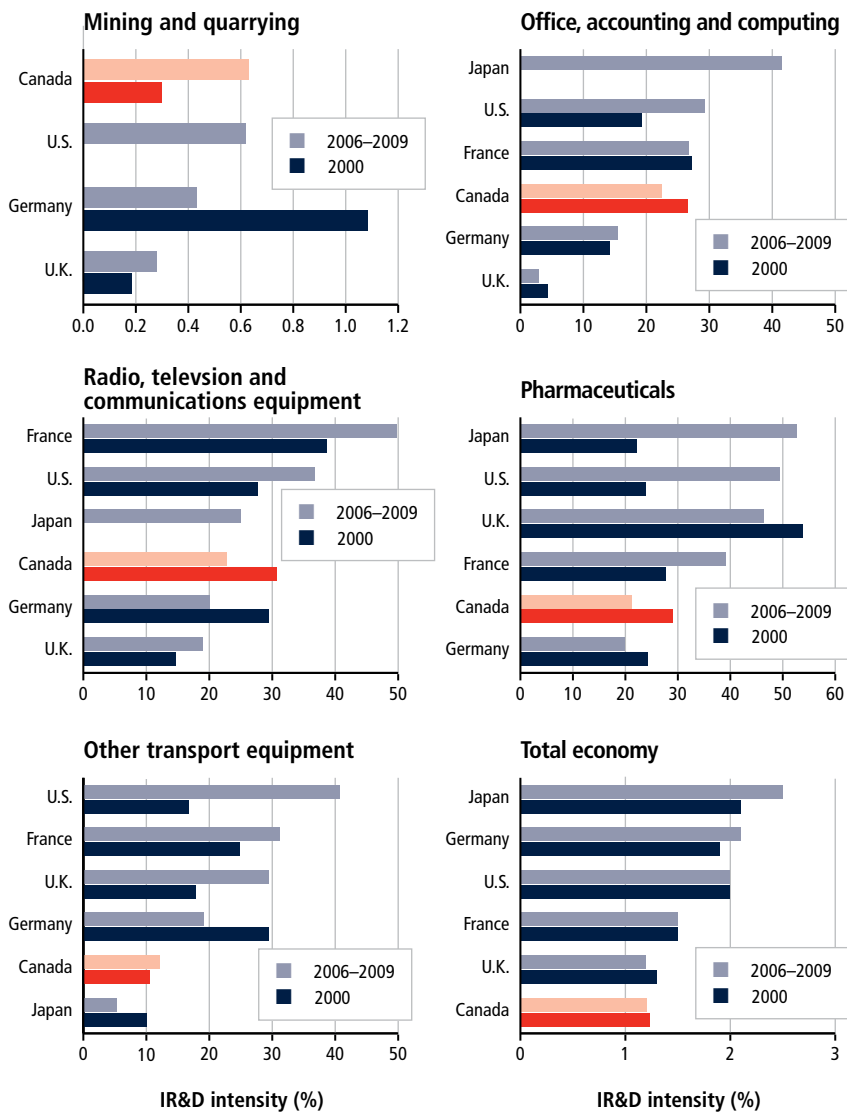 Mining and quarrying
Canada
U.S.
Germany
U.K.
2006–2009
2000
0.0 0.2 0.4 0.6 0.8 1.0 1.2
Office, accounting and computing
Japan
U.S.
France
Canada
Germany
U.K.
2006–2009
2000
0 10 20 30 40 50
Radio, televsion and
communications equipment
France
U.S.
Japan
Canada
Germany
U.K.
2006–2009
2000
0 10 20 30 40 50
Pharmaceuticals
Japan
U.S.
U.K.
France
Canada
Germany
2006–2009
2000
0 10 20 30 40 50 60
Other transport equipment
U.S.
France
U.K.
Germany
Canada
Japan
2006–2009
2000
0 10 20 30 40 50
IR&D intensity (%)
Total economy
Japan
Germany
U.S.
France
U.K.
Canada
2006–2009
2000
0 1 2 3
IR&D intensity (%)